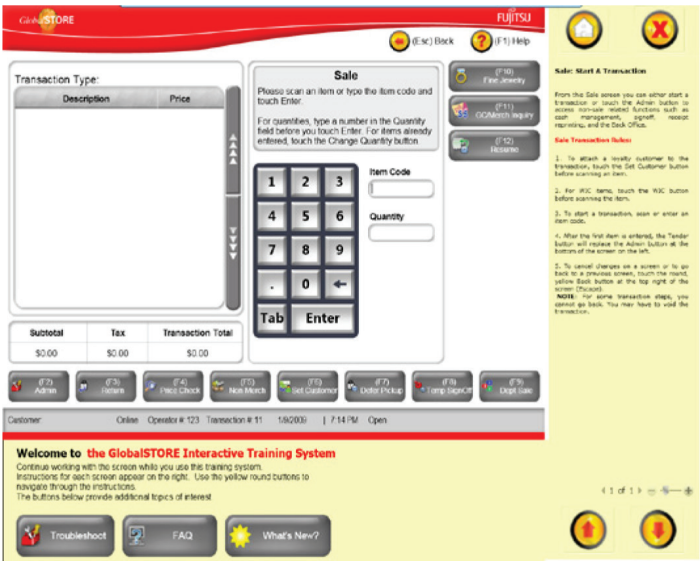 GlobalSTORE
FUJITSU
(Esc) Back
(F1) Help
Transaction Type:
Description Price
Sale
Please scan an item or type the item code and
touch Enter.
For quantities, type a number in the Quantity
field before you touch Enter. For items already
entered, touch the Change Quantity button
1 2 3
4 5 6
7 8 9
. 0 ←
Tab Enter
Item Code
Quantity
(F10)
Fine Jewelry
(F11)
GC/Merch Inquiry
(F12)
Resume
Subtotal Tax Transaction Total
$0.00 $0.00 $0.00
(F2)
Admin
(F3)
Return
(F4)
Price Check
(F5)
Non Merch
(F6)
Set Customer
(F7)
Defer Pickup
(F8)
Temp SignOff
(F9)
Dept Sale
Customer: Online Operator #: 123 Transaction # 11 1/9/2009 | 7:14 PM Open
Welcome to the GlobalSTORE Interactive Training System
Continue working with the screen while you use this training system.
Instructions for each screen appear on the right. Use the yellow round buttons to
navigate through the instructions.
The buttons below provide additional topics of interest
Troubleshoot
FAQ
What's New?
Sale: Start A Transaction
From this Sale screen you can either start a
transaction or touch the Admin button to
access non-sale related functions such as
cash management, signoff, receipt
reprinting, and the Back Office.
Sale Transaction Rules:
1. To attach a loyalty customer to the
transaction, touch the Set Customer button
before scanning an item.
2. For WIC items, touch the WIC button
before scanning the item.
3. To start a transaction, scan or enter an
item code.
4. After the first item is entered, the Tender
button will replace the Admin button at the
bottom of the screen on the left.
5. To cancel changes on a screen or to go
back to a previous screen, touch the round,
yellow Back button at the top right of the
screen (Escape).
NOTE: For some transaction steps, you
cannot go back. You may have to void the
transaction.
1 of 1